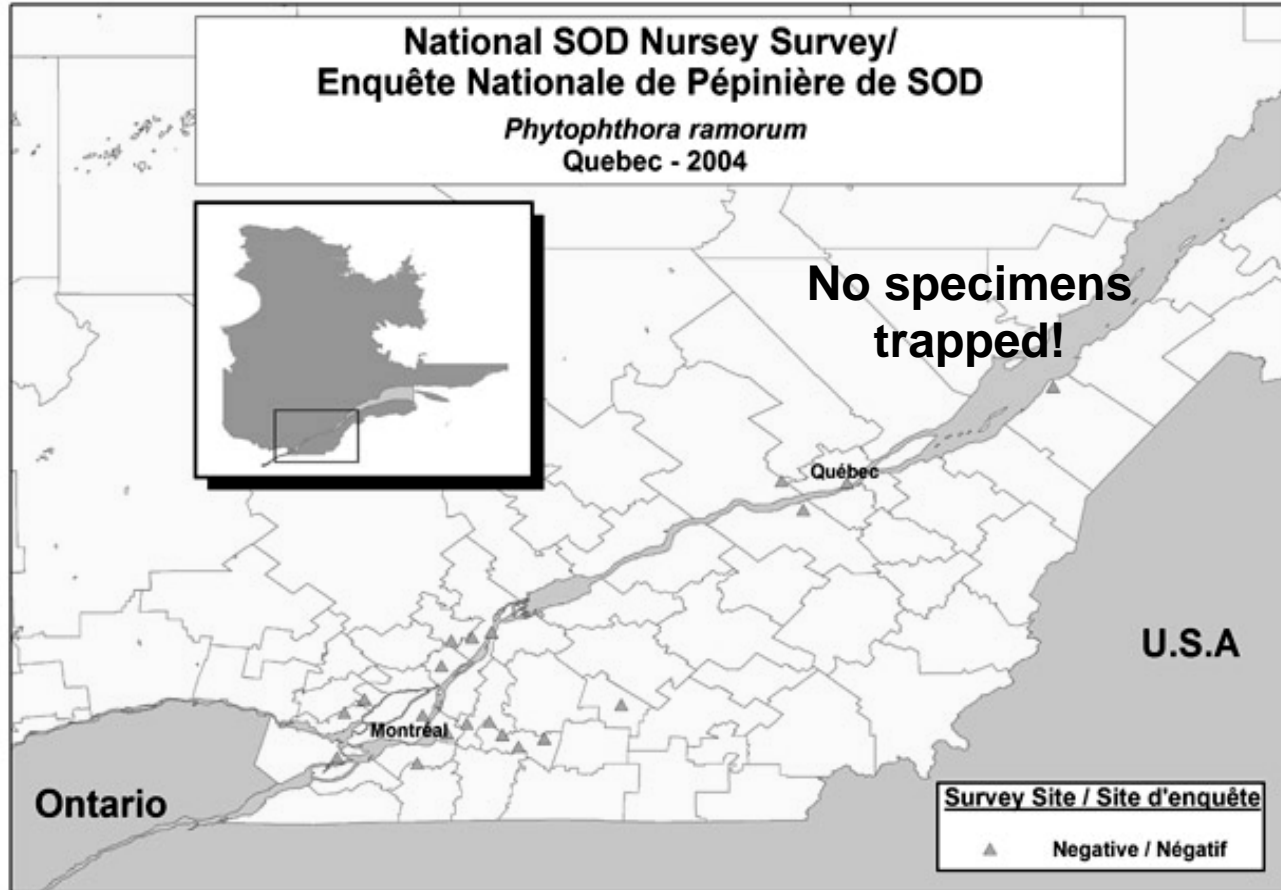 National SOD Nursey Survey/
Enquête Nationale de Pépinière de SOD
Phytophthora ramorum
Quebec - 2004
No specimens
trapped!
Québec
U.S.A
Montréal
Ontario
Survey Site / Site d'enquête
Negative / Négatif